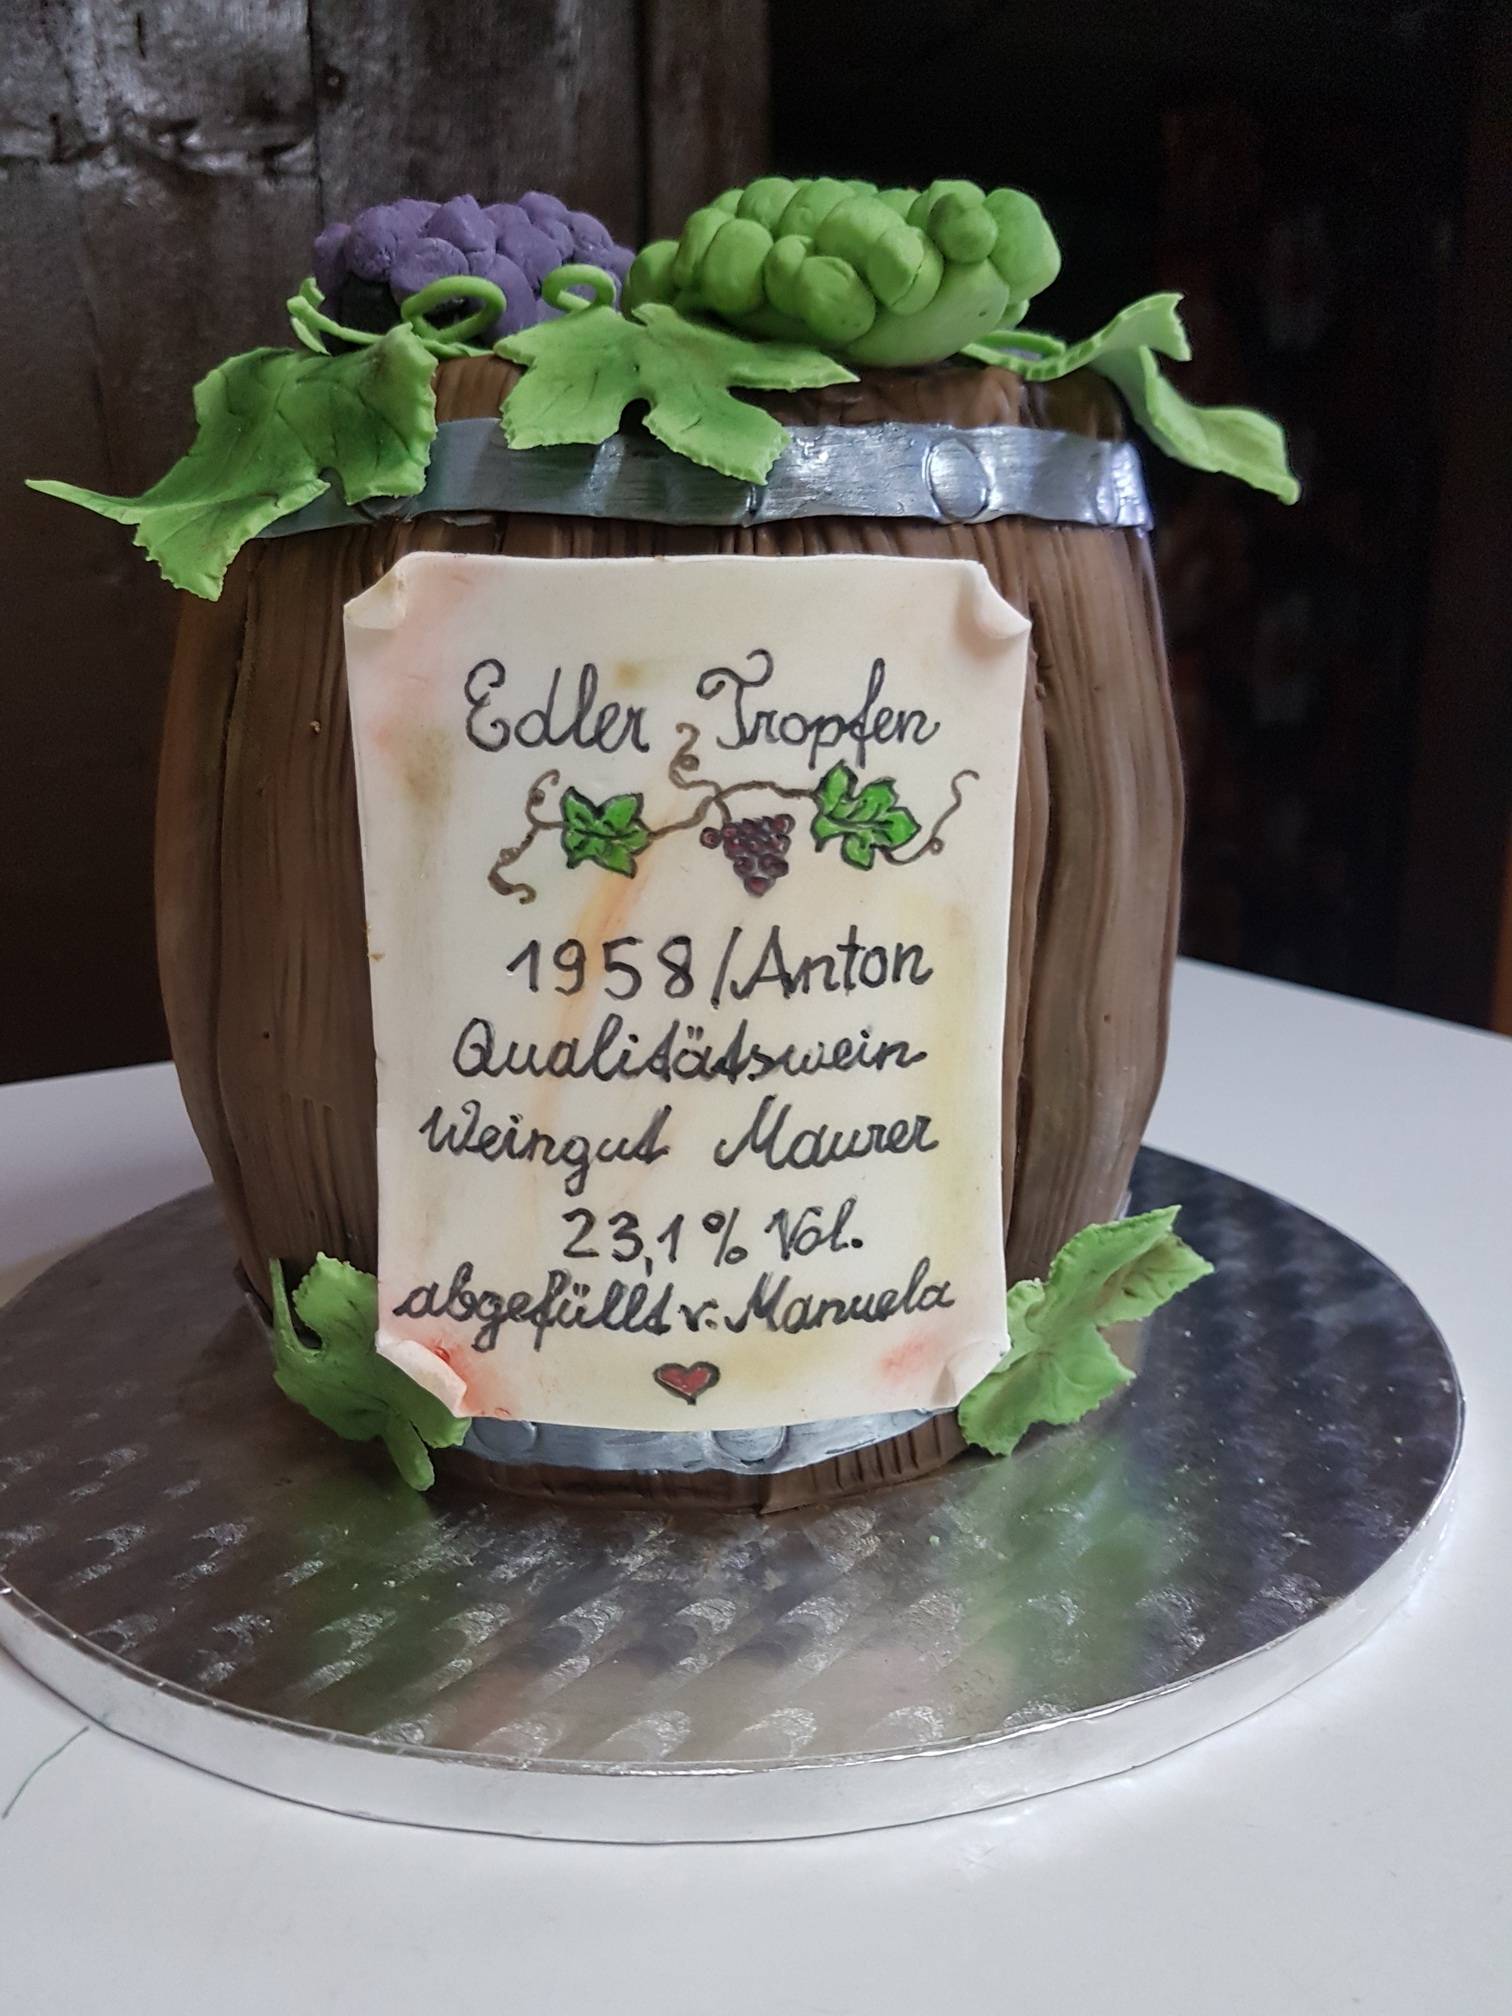 Edler Tropfen
1958/Anton
Qualitätswein
Weingut Maurer
23,1% Vol.
abgefüllt v. Manuela